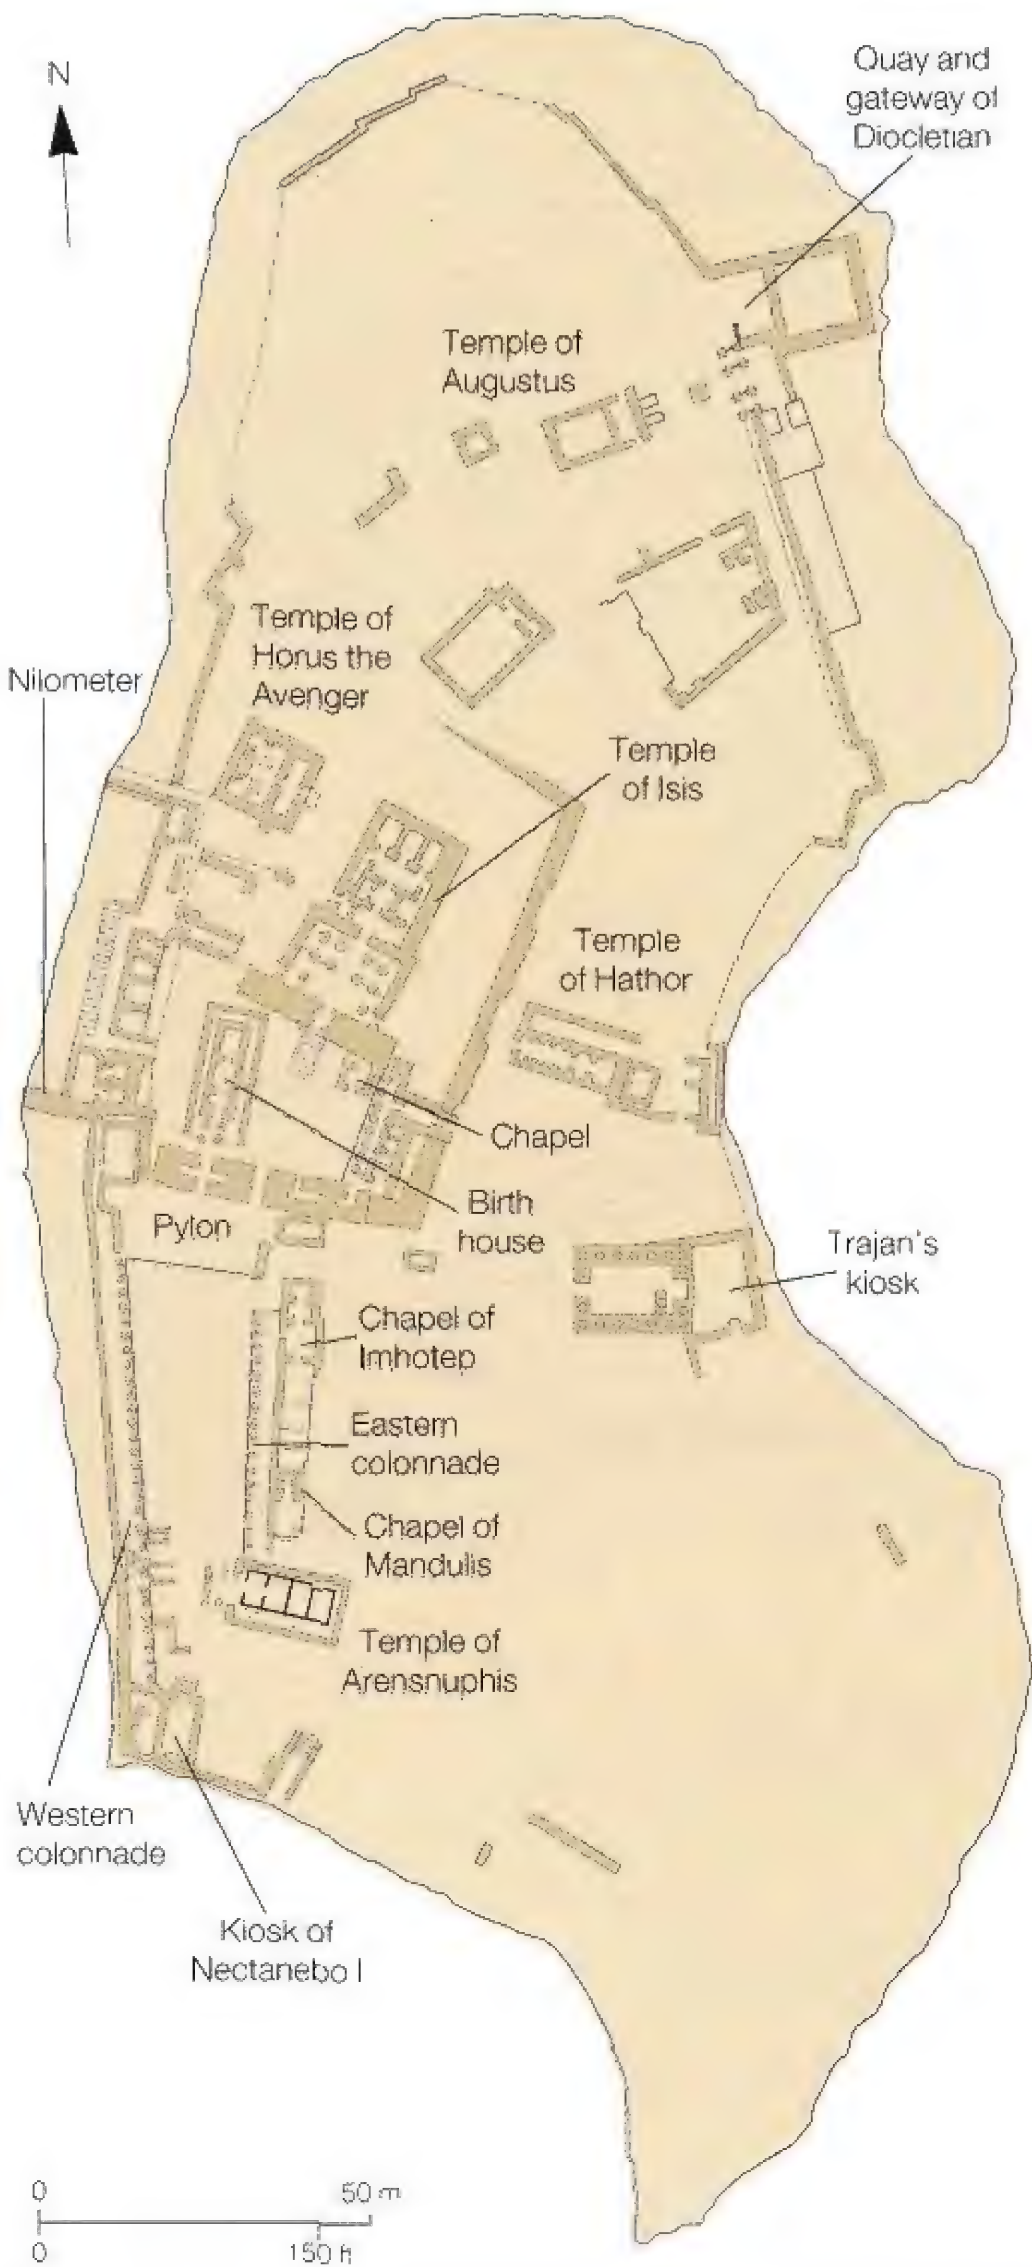 N
Quay and
gateway of
Diocletian
Temple of
Augustus
Temple of
Horus the
Avenger
Nilometer
Temple
of Isis
Temple
of Hathor
Chapel
Birth
house
Pylon
Trajan's
kiosk
Chapel of
Imhotep
Eastern
colonnade
Chapel of
Mandulis
Temple of
Arensnuphis
Western
colonnade
Kiosk of
Nectanebo I
0 50 m
0 150 ft